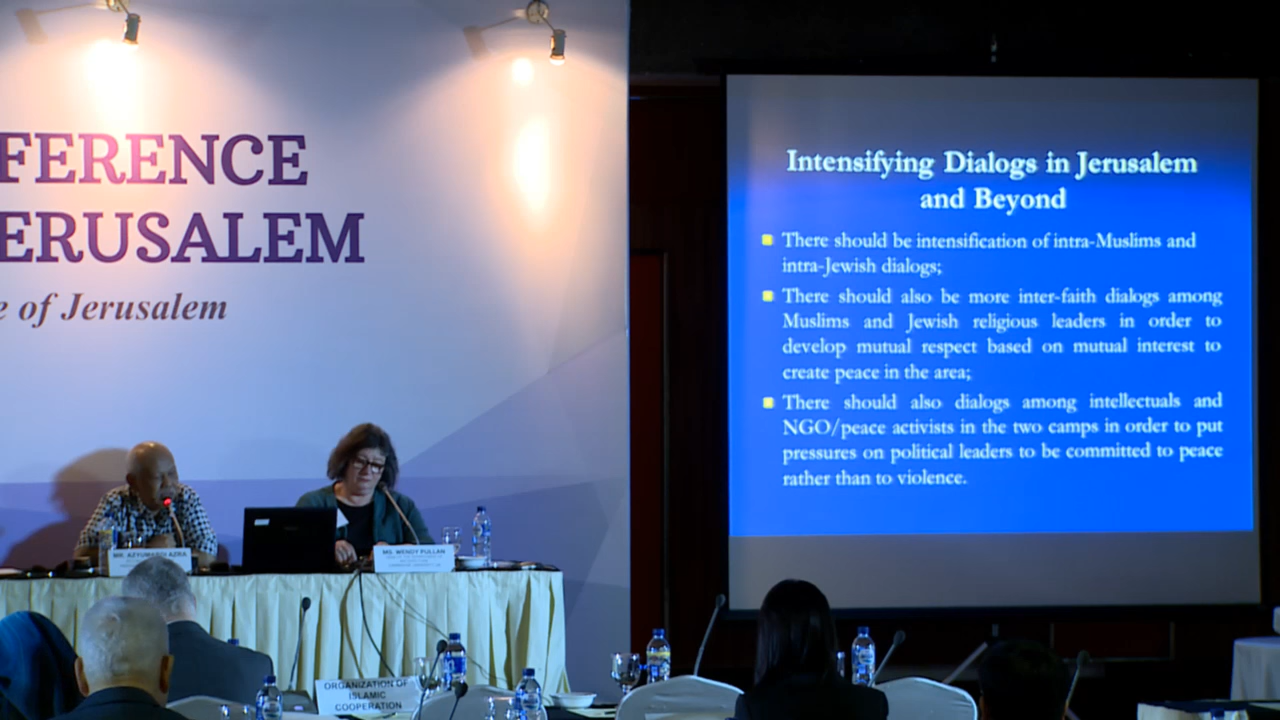 FERENCE
ERUSALEM
e of Jerusalem
Intensifying Dialogs in Jerusalem
and Beyond
There should be intensification of intra-Muslims and
intra-Jewish dialogs;
There should also be more inter-faith dialogs among
Muslims and Jewish religious leaders in order to
develop mutual respect based on mutual interest to
create peace in the area;
There should also dialogs among intellectuals and
NGO/peace activists in the two camps in order to put
pressures on political leaders to be committed to peace
rather than to violence.
MR. AZYUMARDI AZRA
MS. WENDY PULLAN
ORGANIZATION OF
ISLAMIC
COOPERATION